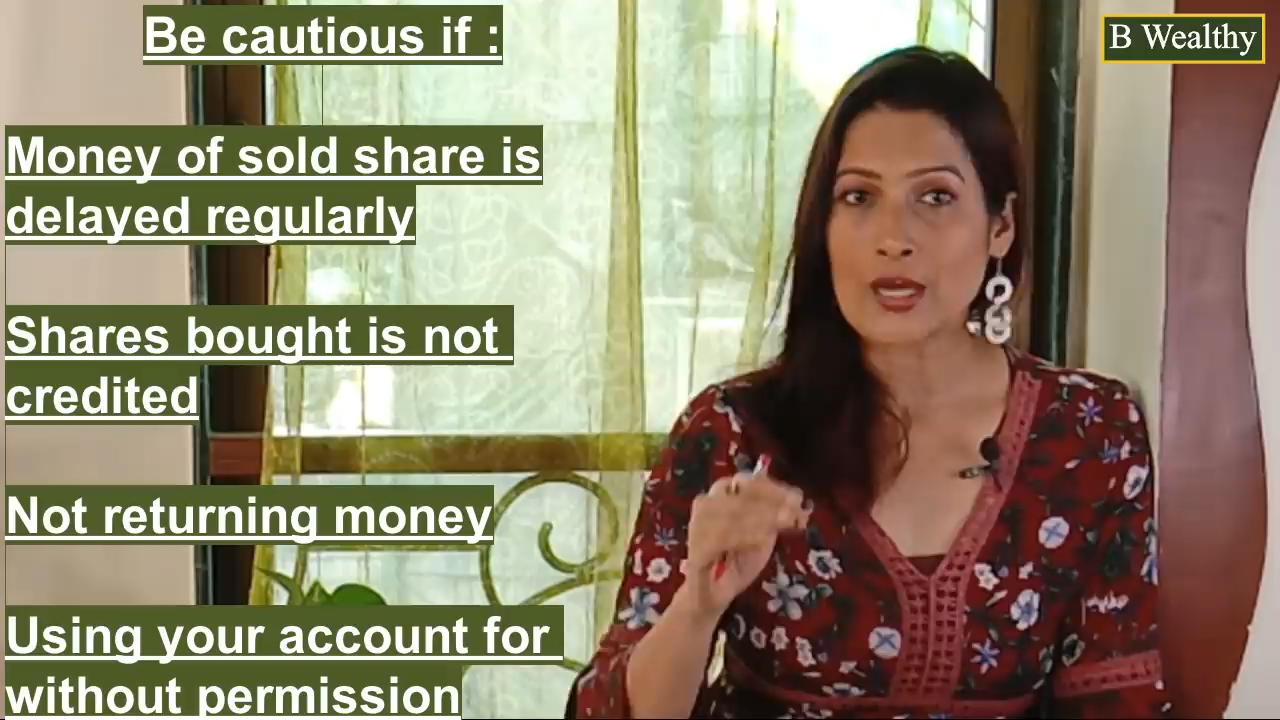 Be cautious if :
B Wealthy
Money of sold share is
delayed regularly
Shares bought is not
credited
Not returning money
Using your account for
without permission